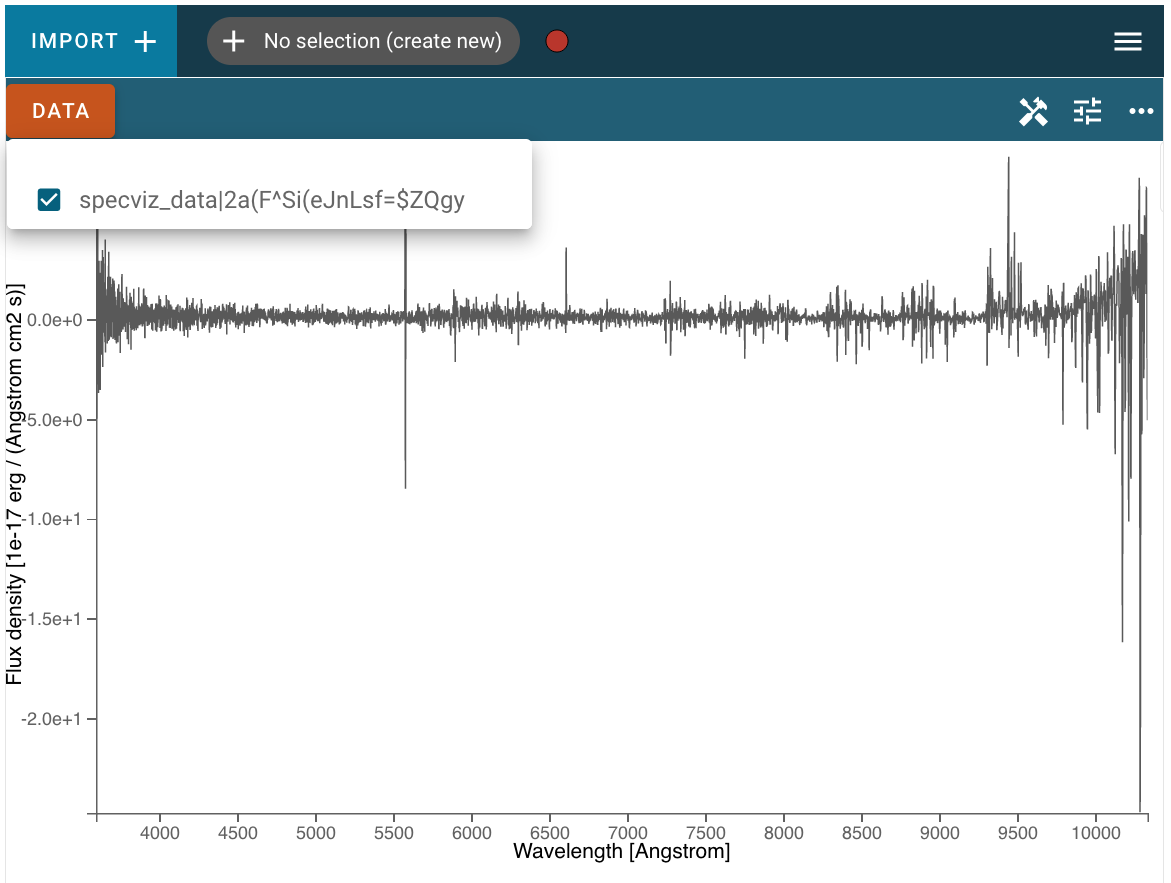 IMPORT +
+ No selection (create new)
DATA
specviz_data|2a(F^Si(eJnLsf=$ZQgy
Flux density [1e-17 erg / (Angstrom cm2 s)]
0.0e+0
-5.0e+0
-1.0e+1
-1.5e+1
-2.0e+1
4000 4500 5000 5500 6000 6500 7000 7500 8000 8500 9000 9500 10000
Wavelength [Angstrom]